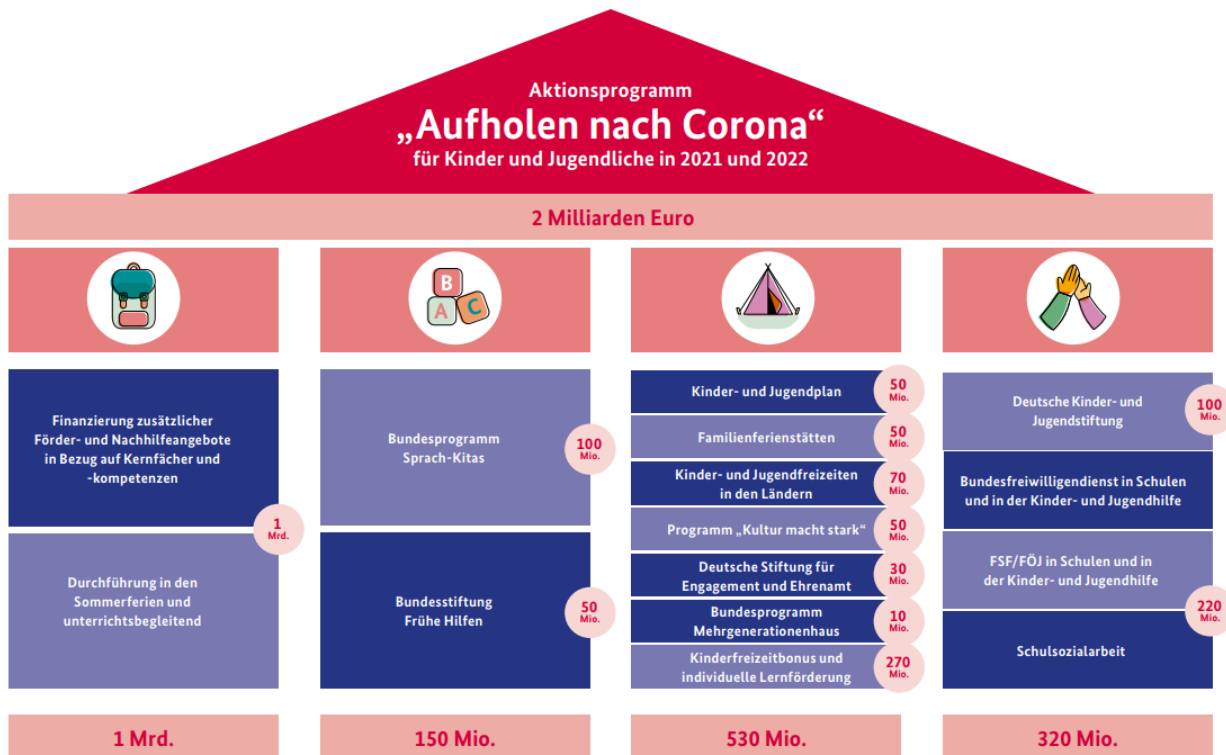 Aktionsprogramm
„Aufholen nach Corona“
für Kinder und Jugendliche in 2021 und 2022
2 Milliarden Euro
B
A
C
Finanzierung zusätzlicher
Förder- und Nachhilfeangebote
in Bezug auf Kernfächer und
-kompetenzen
1
Mrd.
Durchführung in den
Sommerferien und
unterrichtsbegleitend
1 Mrd.
Bundesprogramm
Sprach-Kitas
100
Mio.
Bundesstiftung
Frühe Hilfen
50
Mio.
150 Mio.
Kinder- und Jugendplan
50
Mio.
Familienferienstätten
50
Mio.
Kinder- und Jugendfreizeiten
in den Ländern
70
Mio.
Programm „Kultur macht stark“
50
Mio.
Deutsche Stiftung für
Engagement und Ehrenamt
30
Mio.
Bundesprogramm
Mehrgenerationenhaus
10
Mio.
Kinderfreizeitbonus und
individuelle Lernförderung
270
Mio.
530 Mio.
Deutsche Kinder- und
Jugendstiftung
100
Mio.
Bundesfreiwilligendienst in Schulen
und in der Kinder- und Jugendhilfe
FSF/FÖJ in Schulen und in
der Kinder- und Jugendhilfe
220
Mio.
Schulsozialarbeit
320 Mio.